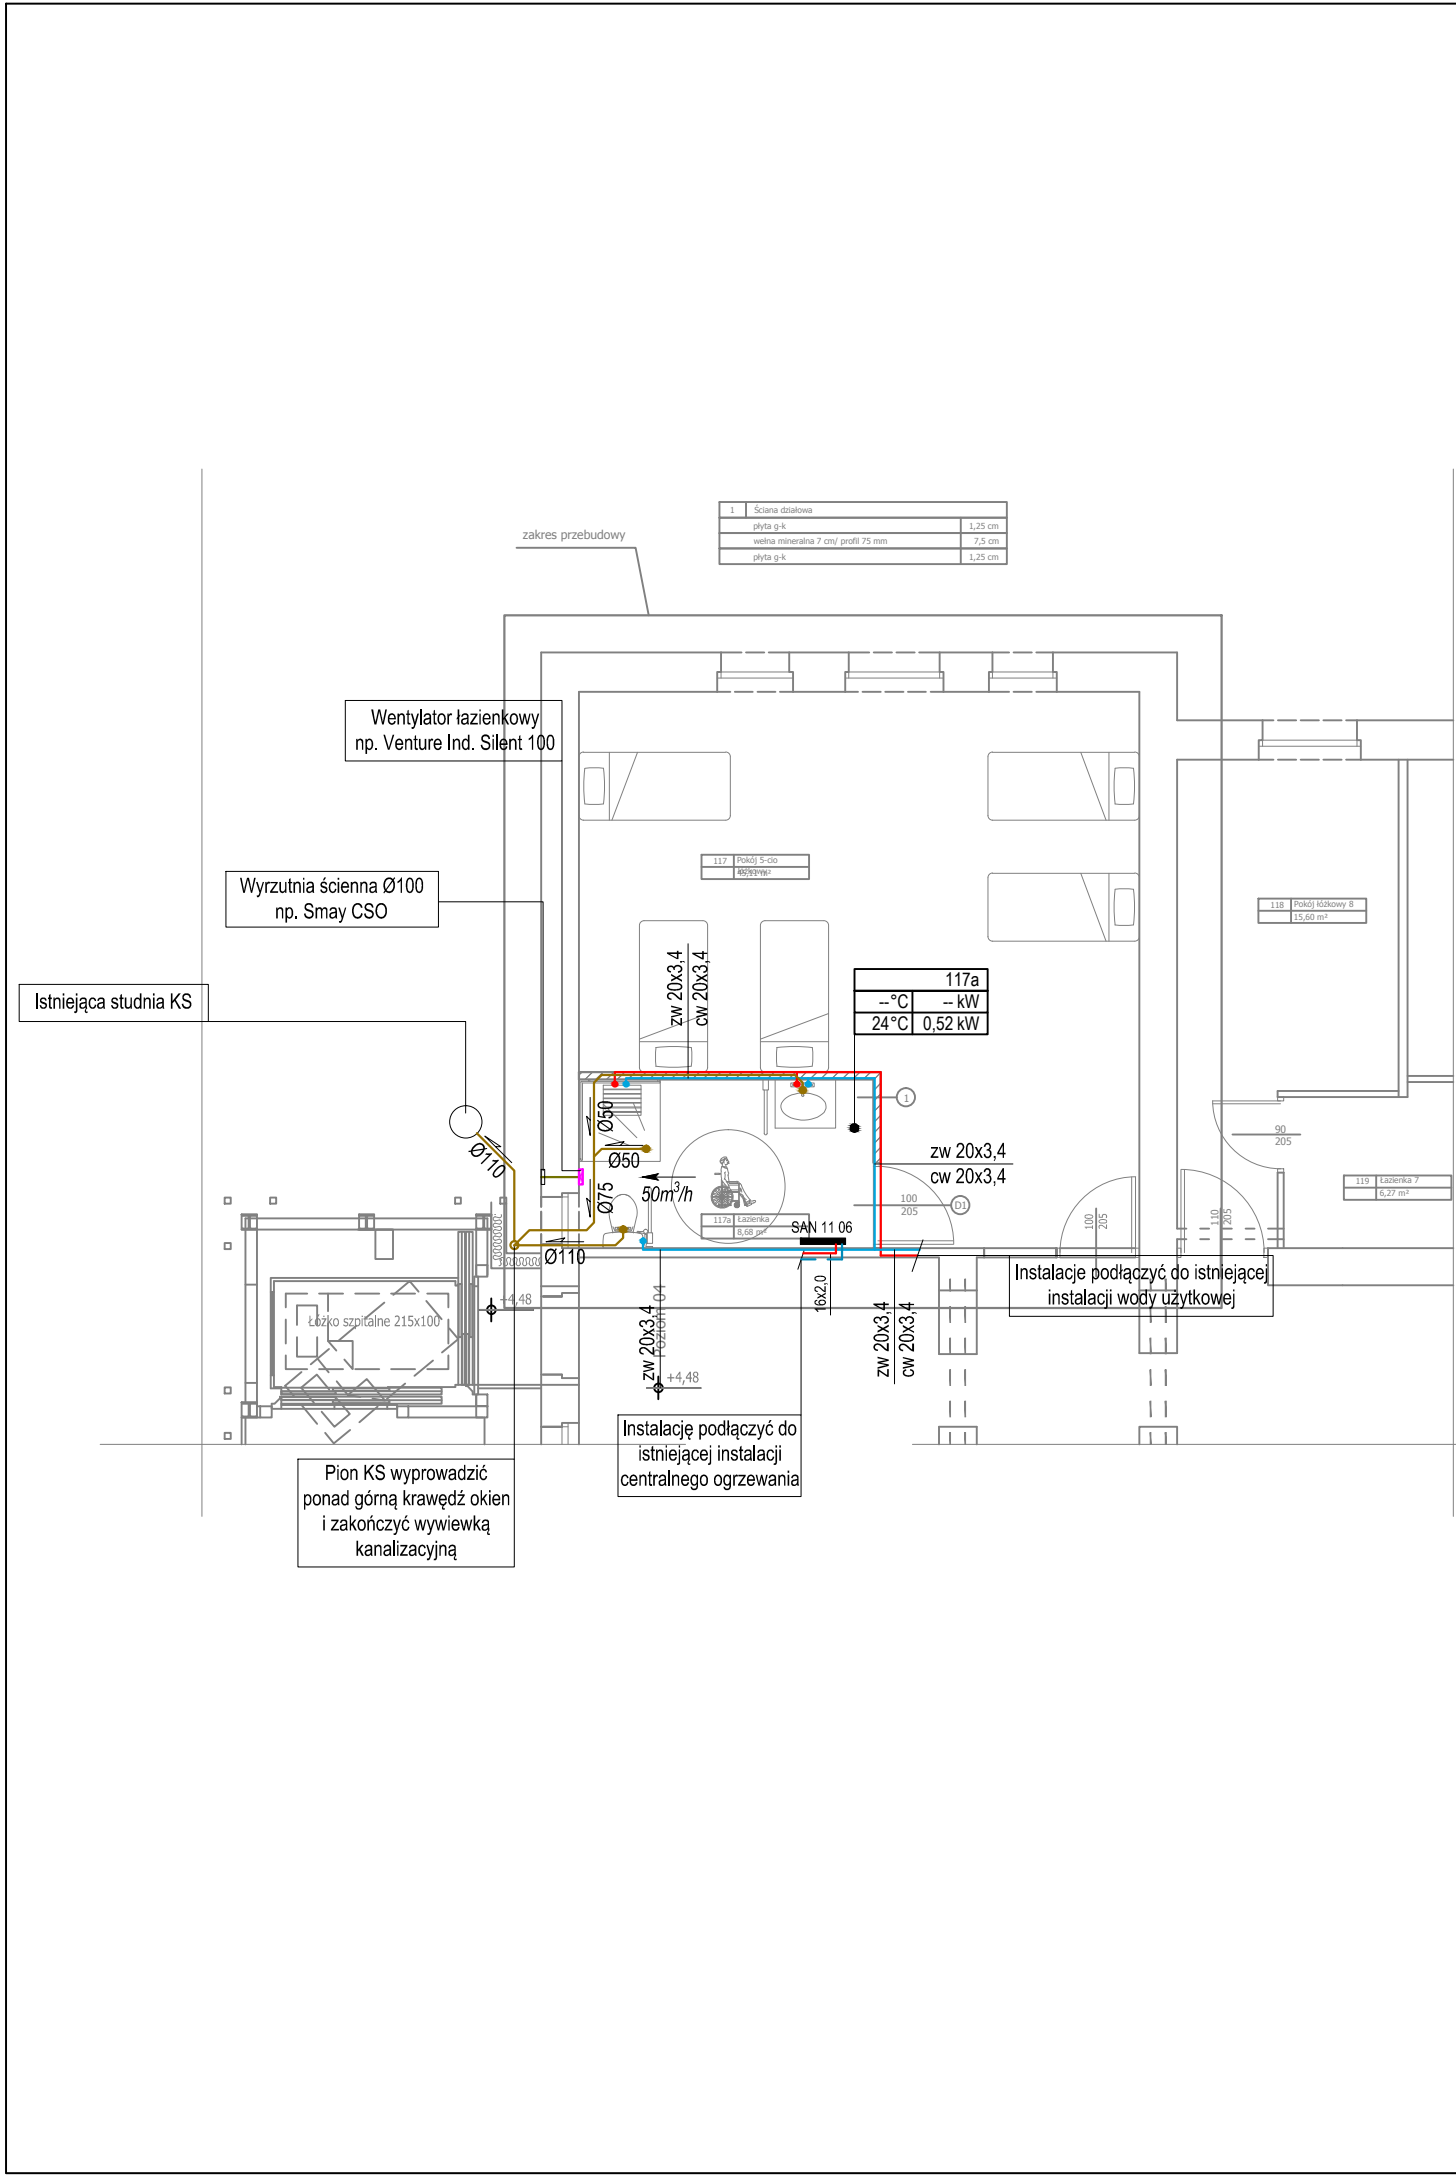 1 Ściana działowa
płyta g-k 1,25 cm
wełna mineralna 7 cm/ profil 75 mm 7,5 cm
płyta g-k 1,25 cm
zakres przebudowy
Wentylator łazienkowy
np. Venture Ind. Silent 100
117 Pokój 5-cio
Wyrzutnia ścienna Ø100
np. Smay CSO
118 Pokój łóżkowy 8
15,60 m²
zw 20x3,4
cw 20x3,4
117a
--°C -- kW
24°C 0,52 kW
Istniejąca studnia KS
1
Ø50
Ø110
Ø50
zw 20x3,4
cw 20x3,4
90
205
Ø75
50m³/h
100
205
D1
119 Łazienka 7
6,27 m²
117a Łazienka
8,68 m²
SAN 11 06
100
205
110
205
Ø110
Instalacje podłączyć do istniejącej
instalacji wody użytkowej
+4,48
16x2,0
Łóżko szpitalne 215x100
zw 20x3,4
Poziom 04
zw 20x3,4
cw 20x3,4
+4,48
Instalację podłączyć do
istniejącej instalacji
centralnego ogrzewania
Pion KS wyprowadzić
ponad górną krawędź okien
i zakończyć wywiewką
kanalizacyjną